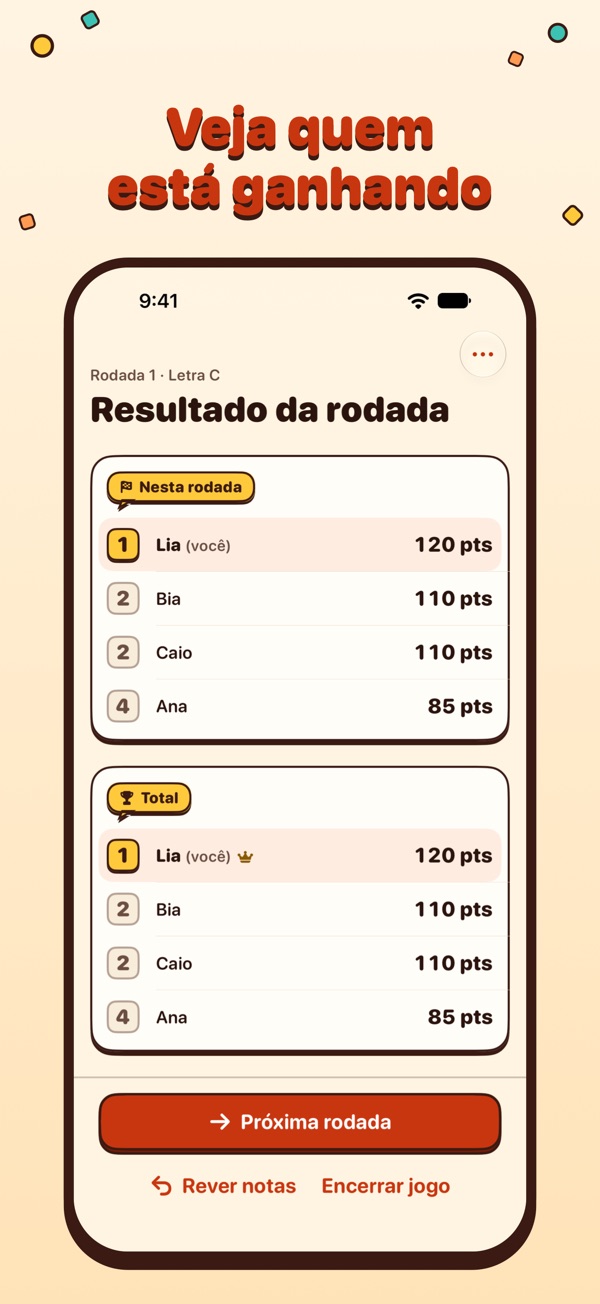 Veja quem
está ganhando
9:41
Rodada 1 · Letra C
Resultado da rodada
Nesta rodada
1 Lia (você) 120 pts
2 Bia 110 pts
2 Caio 110 pts
4 Ana 85 pts
Total
1 Lia (você) 120 pts
2 Bia 110 pts
2 Caio 110 pts
4 Ana 85 pts
→ Próxima rodada
Rever notas Encerrar jogo